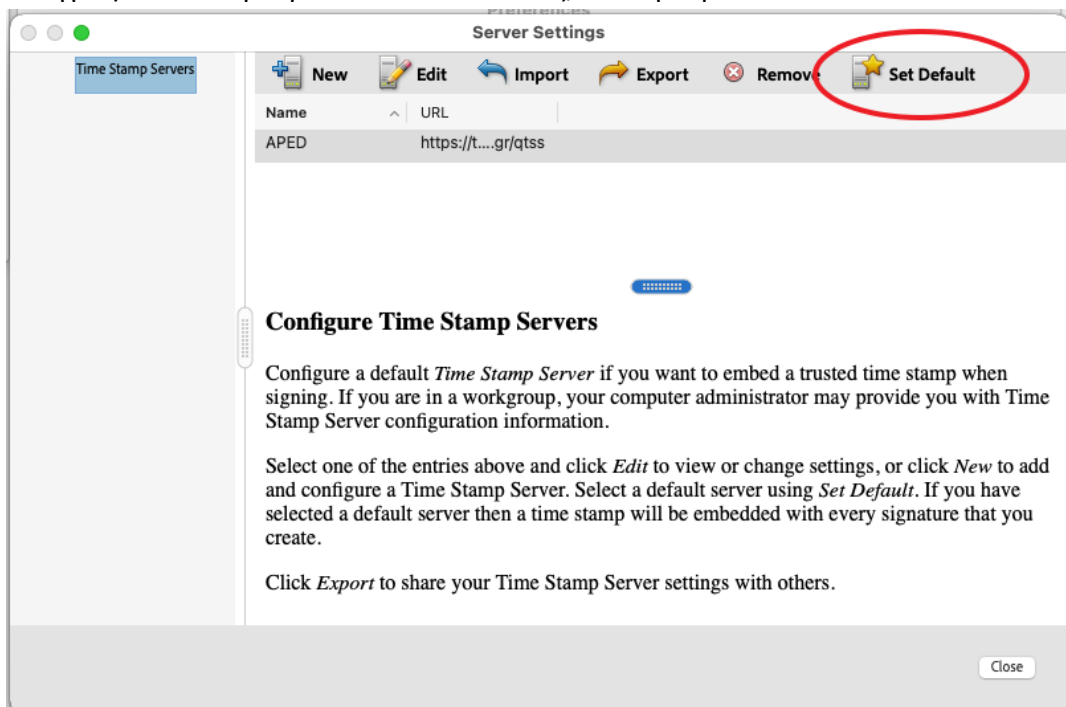 Preferences
Server Settings
Time Stamp Servers
New Edit Import Export Remove Set Default
Name URL
APED https://t....gr/qtss
Configure Time Stamp Servers
Configure a default Time Stamp Server if you want to embed a trusted time stamp when
signing. If you are in a workgroup, your computer administrator may provide you with Time
Stamp Server configuration information.
Select one of the entries above and click Edit to view or change settings, or click New to add
and configure a Time Stamp Server. Select a default server using Set Default. If you have
selected a default server then a time stamp will be embedded with every signature that you
create.
Click Export to share your Time Stamp Server settings with others.
Close